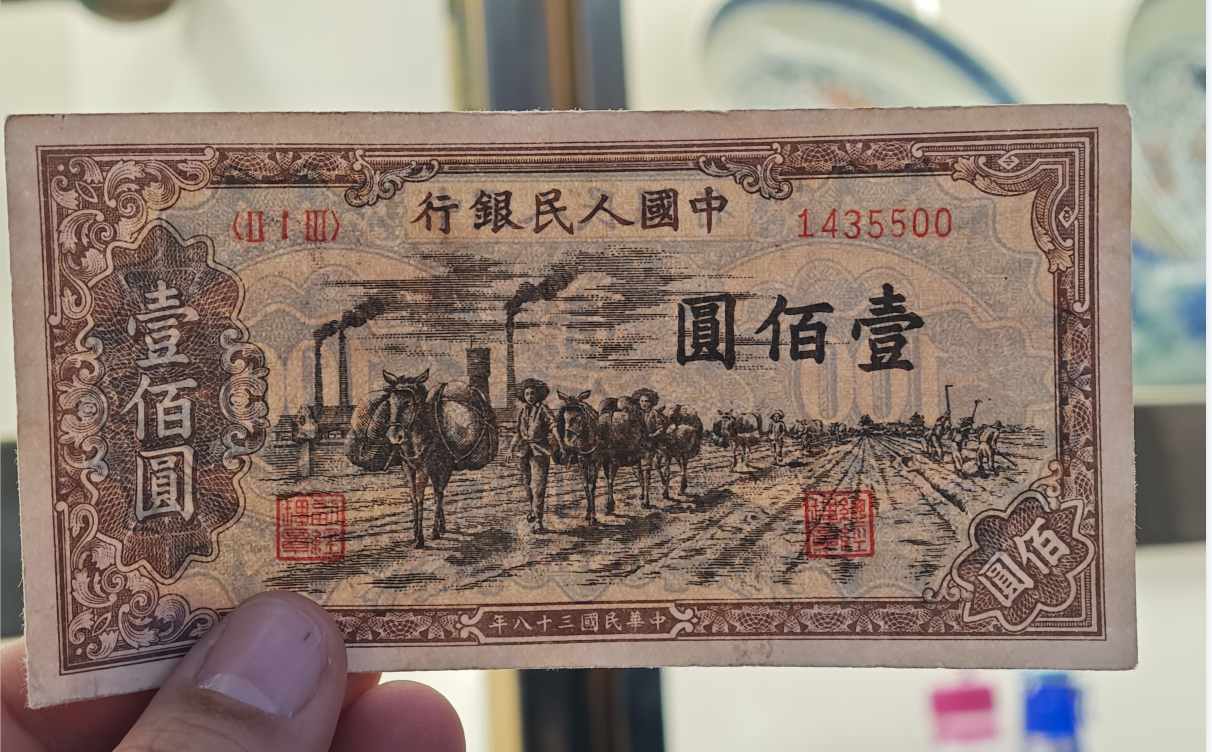 〈II I III〉
中國人民銀行
1435500
壹佰圓
壹佰圓
佰圓
中華民國三十八年